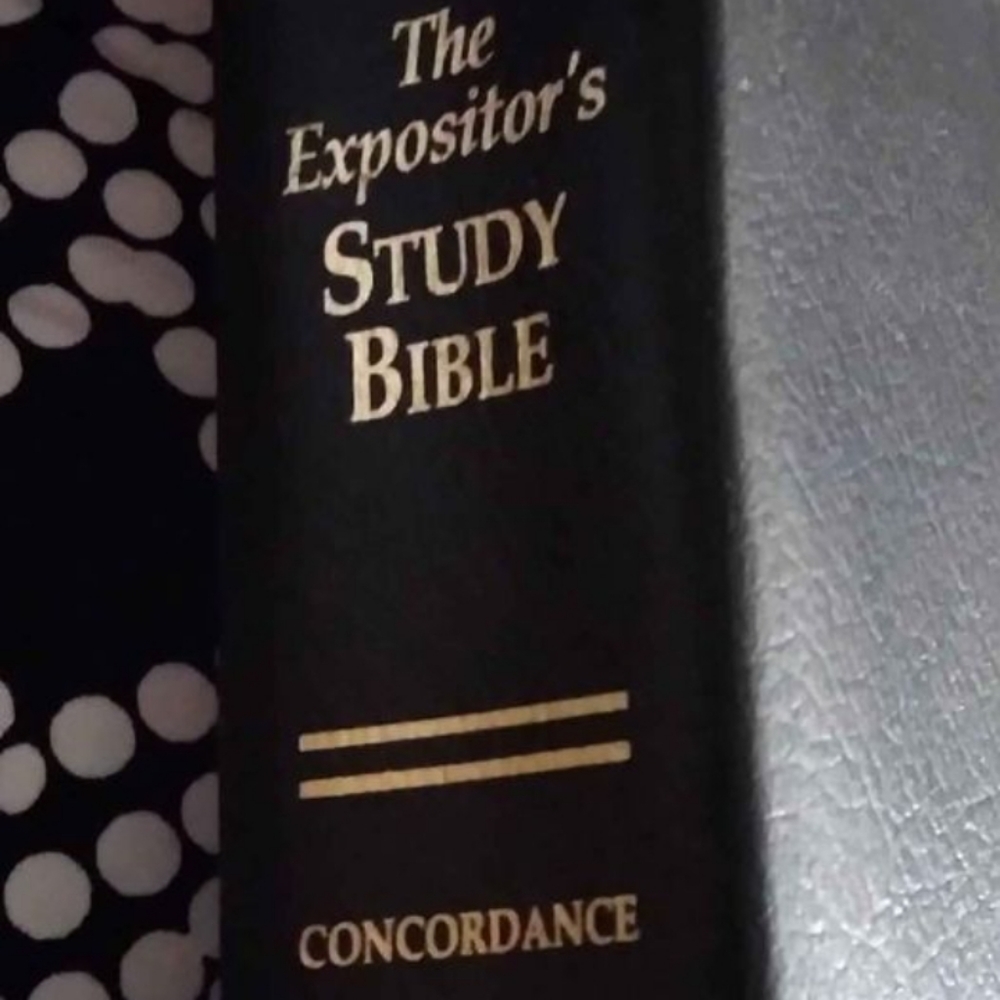 The
Expositor's
STUDY
BIBLE
CONCORDANCE